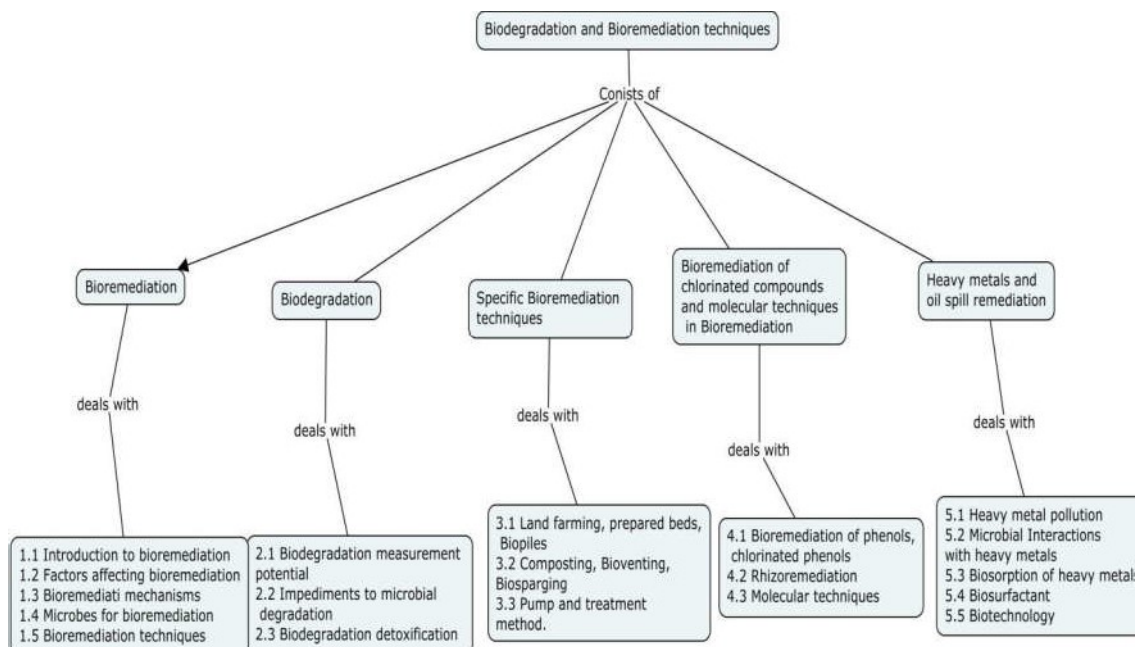 Biodegradation and Bioremediation techniques
Conists of
Bioremediation
Biodegradation
Specific Bioremediation
techniques
Bioremediation of
chlorinated compounds
and molecular techniques
in Bioremediation
Heavy metals and
oil spill remediation
deals with
deals with
deals with
deals with
deals with
1.1 Introduction to bioremediation
1.2 Factors affecting bioremediation
1.3 Bioremediati mechanisms
1.4 Microbes for bioremediation
1.5 Bioremediation techniques
2.1 Biodegradation measurement
potential
2.2 Impediments to microbial
degradation
2.3 Biodegradation detoxification
3.1 Land farming, prepared beds,
Biopiles
3.2 Composting, Bioventing,
Biosparging
3.3 Pump and treatment
method.
4.1 Bioremediation of phenols,
chlorinated phenols
4.2 Rhizoremediation
4.3 Molecular techniques
5.1 Heavy metal pollution
5.2 Microbial Interactions
with heavy metals
5.3 Biosorption of heavy metals
5.4 Biosurfactant
5.5 Biotechnology